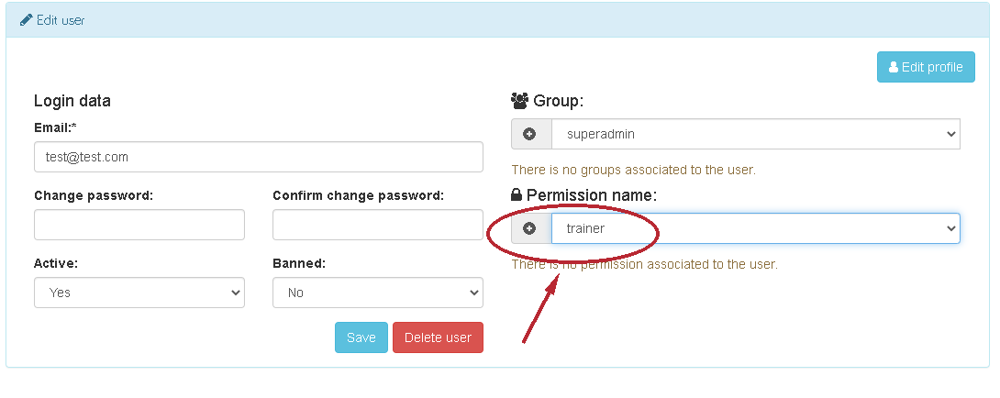 Edit user
Edit profile
Login data
Email:*
test@test.com
Change password:
Confirm change password:
Active:
Banned:
Yes
No
Save
Delete user
Group:
superadmin
There is no groups associated to the user.
Permission name:
trainer
There is no permission associated to the user.